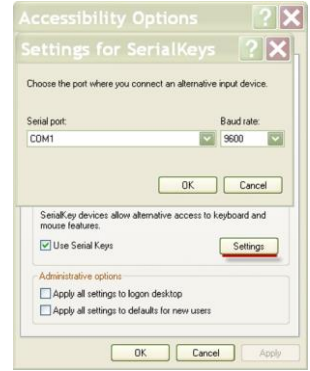 Accessibility Options
Settings for SerialKeys
Choose the port where you connect an alternative input device.
Serial port: Baud rate:
COM1 9600
OK Cancel
SerialKey devices allow alternative access to keyboard and
mouse features.
Use Serial Keys Settings
Administrative options
Apply all settings to logon desktop
Apply all settings to defaults for new users
OK Cancel Apply